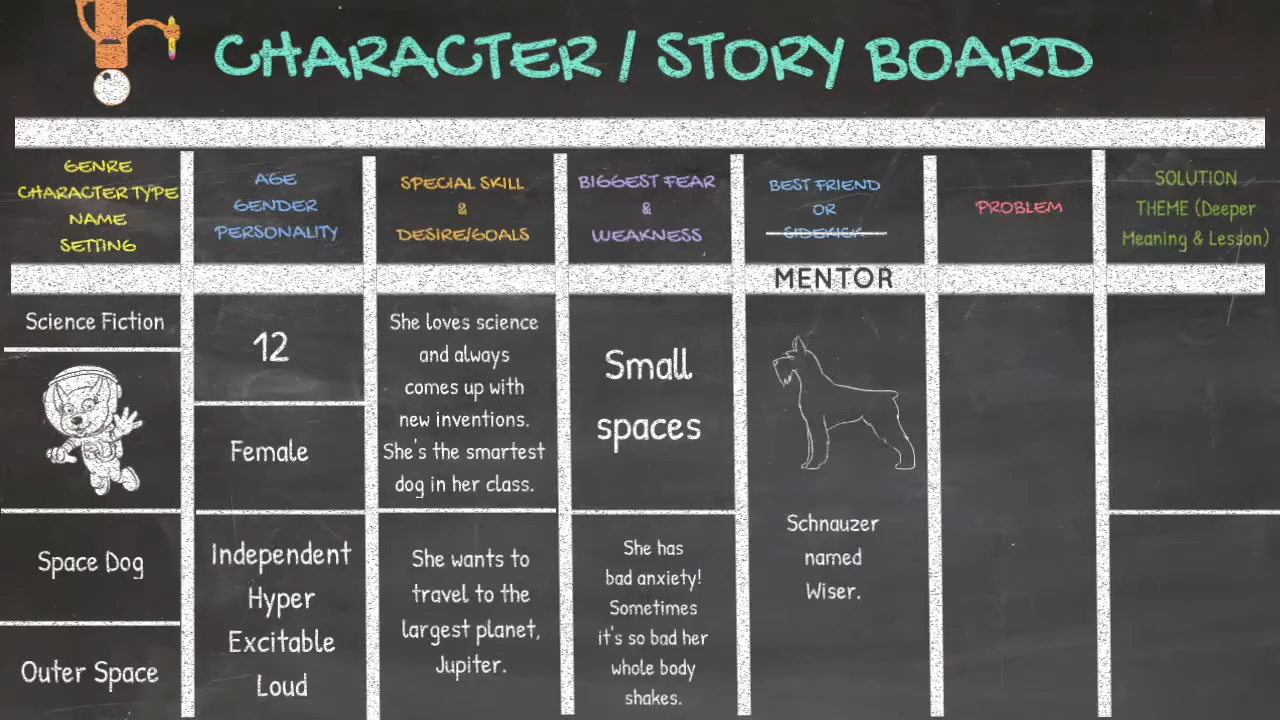 CHARACTER / STORY BOARD
GENRE
CHARACTER TYPE
NAME
SETTING
AGE
GENDER
PERSONALITY
SPECIAL SKILL
&
DESIRE/GOALS
BIGGEST FEAR
&
WEAKNESS
BEST FRIEND
OR
SIDEKICK
MENTOR
PROBLEM
SOLUTION
THEME (Deeper
Meaning & Lesson)
Science Fiction
Space Dog
Outer Space
12
Female
Independent
Hyper
Excitable
Loud
She loves science
and always
comes up with
new inventions.
She's the smartest
dog in her class.
She wants to
travel to the
largest planet,
Jupiter.
Small
spaces
She has
bad anxiety!
Sometimes
it's so bad her
whole body
shakes.
Schnauzer
named
Wiser.